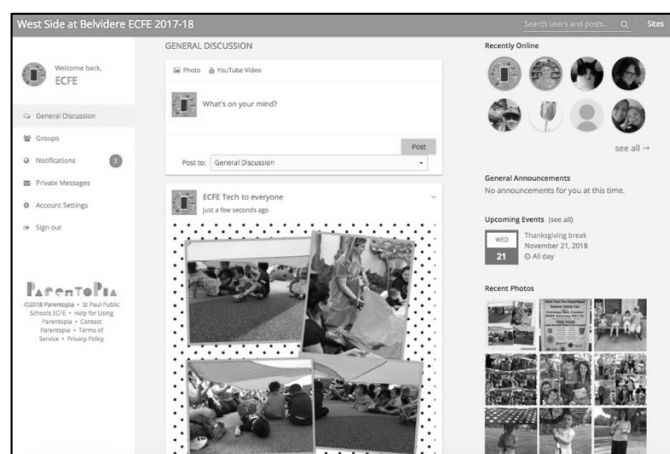 West Side at Belvidere ECFE 2017-18
Search users and posts..
Sites
Welcome back,
ECFE
General Discussion
Groups
Notifications
3
Private Messages
Account Settings
Sign out
PARENTOPIA
©2018 Parentopia • St Paul Public
Schools ECFE • Help for Using
Parentopia • Contact
Parentopia • Terms of
Service • Privacy Policy
GENERAL DISCUSSION
Photo
YouTube Video
What's on your mind?
Post
Post to:
General Discussion
ECFE Tech to everyone
just a few seconds ago
Recently Online
see all →
General Announcements
No announcements for you at this time.
Upcoming Events (see all)
WED
21
Thanksgiving break
November 21, 2018
All day
Recent Photos